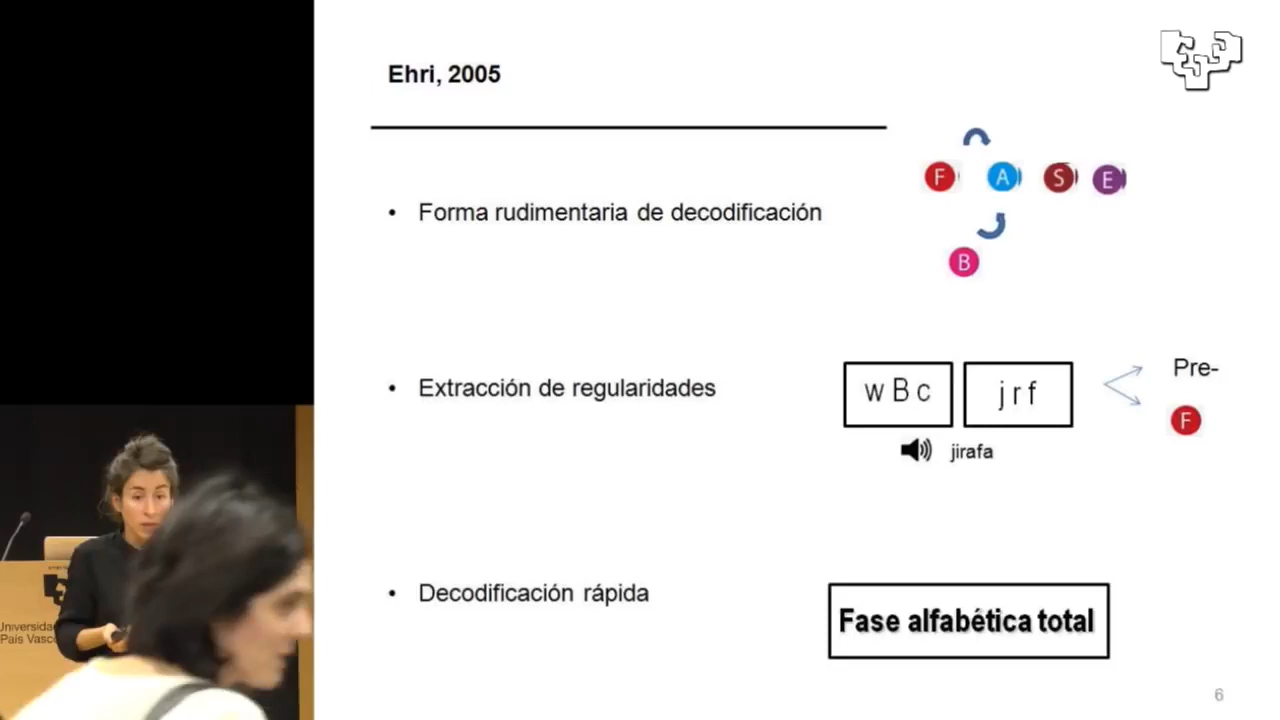 Ehri, 2005
F A S E
• Forma rudimentaria de decodificación
B
• Extracción de regularidades
w B c
j r f
Pre-
F
jirafa
• Decodificación rápida
Fase alfabética total
Universidad
País Vasco
6